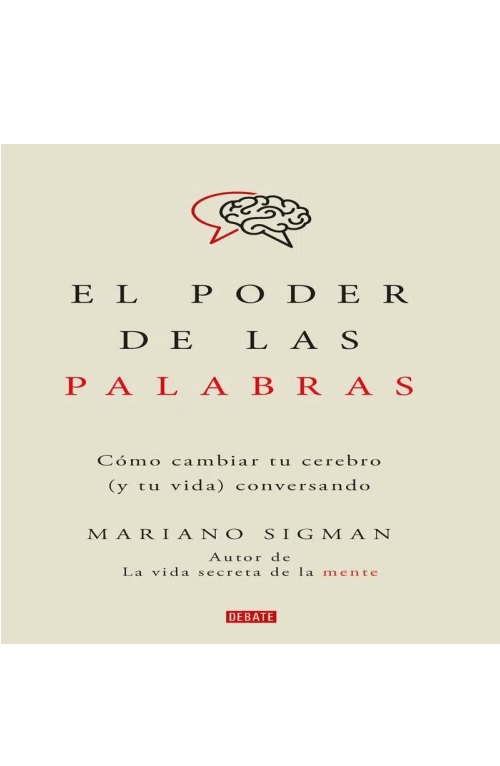 EL PODER
DE LAS
PALABRAS
Cómo cambiar tu cerebro
(y tu vida) conversando
MARIANO SIGMAN
Autor de
La vida secreta de la mente
DEBATE